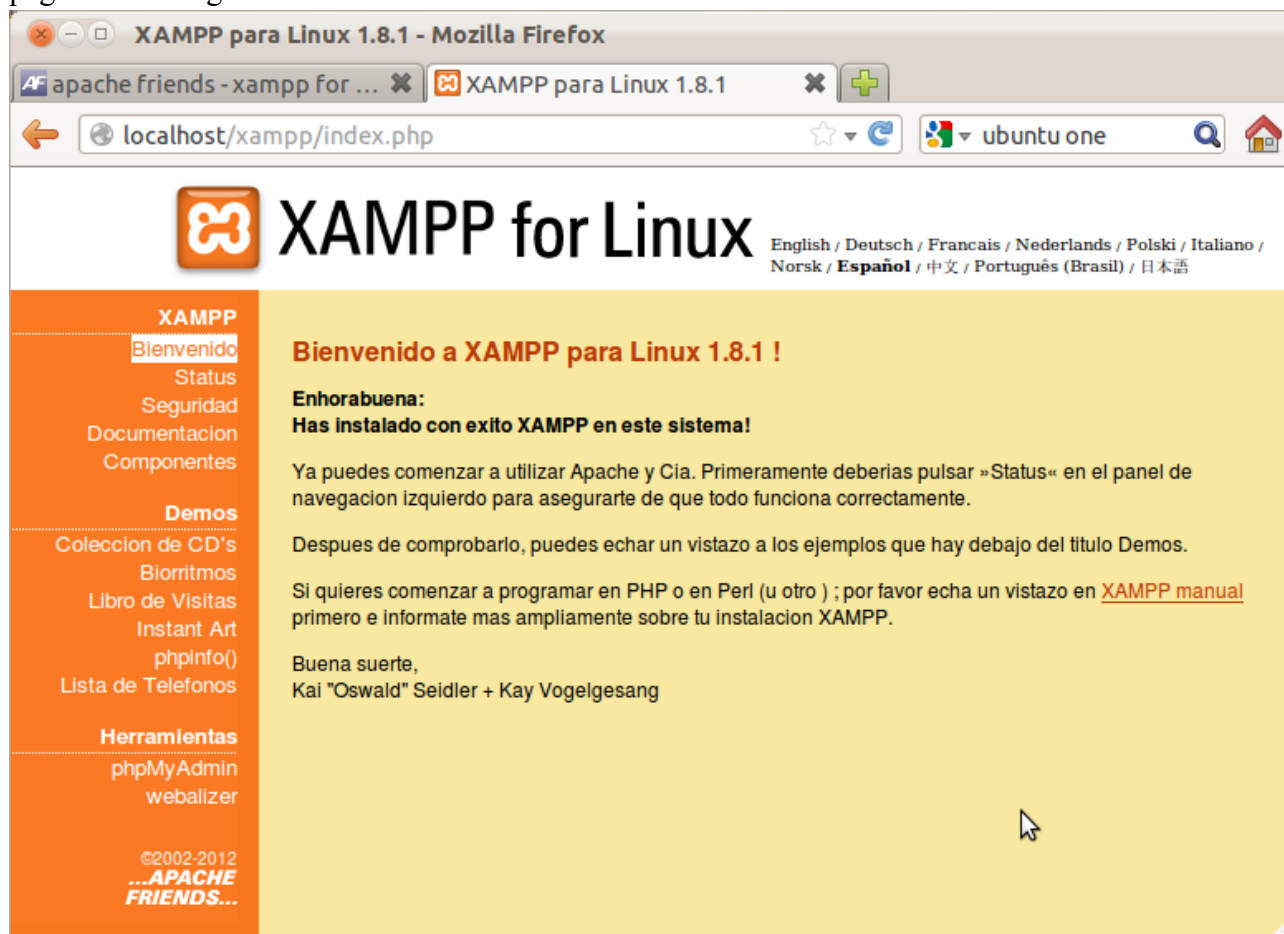 XAMPP para Linux 1.8.1 - Mozilla Firefox
apache friends - xampp for ...
XAMPP para Linux 1.8.1
localhost/xampp/index.php
ubuntu one
XAMPP for Linux
English / Deutsch / Francais / Nederlands / Polski / Italiano /
Norsk / Español / 中文 / Português (Brasil) / 日本語
XAMPP
Bienvenido
Status
Seguridad
Documentacion
Componentes
Demos
Coleccion de CD's
Biorritmos
Libro de Visitas
Instant Art
phpinfo()
Lista de Telefonos
Herramientas
phpMyAdmin
webalizer
©2002-2012
...APACHE
FRIENDS...
Bienvenido a XAMPP para Linux 1.8.1 !
Enhorabuena:
Has instalado con exito XAMPP en este sistema!
Ya puedes comenzar a utilizar Apache y Cia. Primeramente deberias pulsar »Status« en el panel de
navegacion izquierdo para asegurarte de que todo funciona correctamente.
Despues de comprobarlo, puedes echar un vistazo a los ejemplos que hay debajo del titulo Demos.
Si quieres comenzar a programar en PHP o en Perl (u otro ) ; por favor echa un vistazo en XAMPP manual
primero e informate mas ampliamente sobre tu instalacion XAMPP.
Buena suerte,
Kai "Oswald" Seidler + Kay Vogelgesang